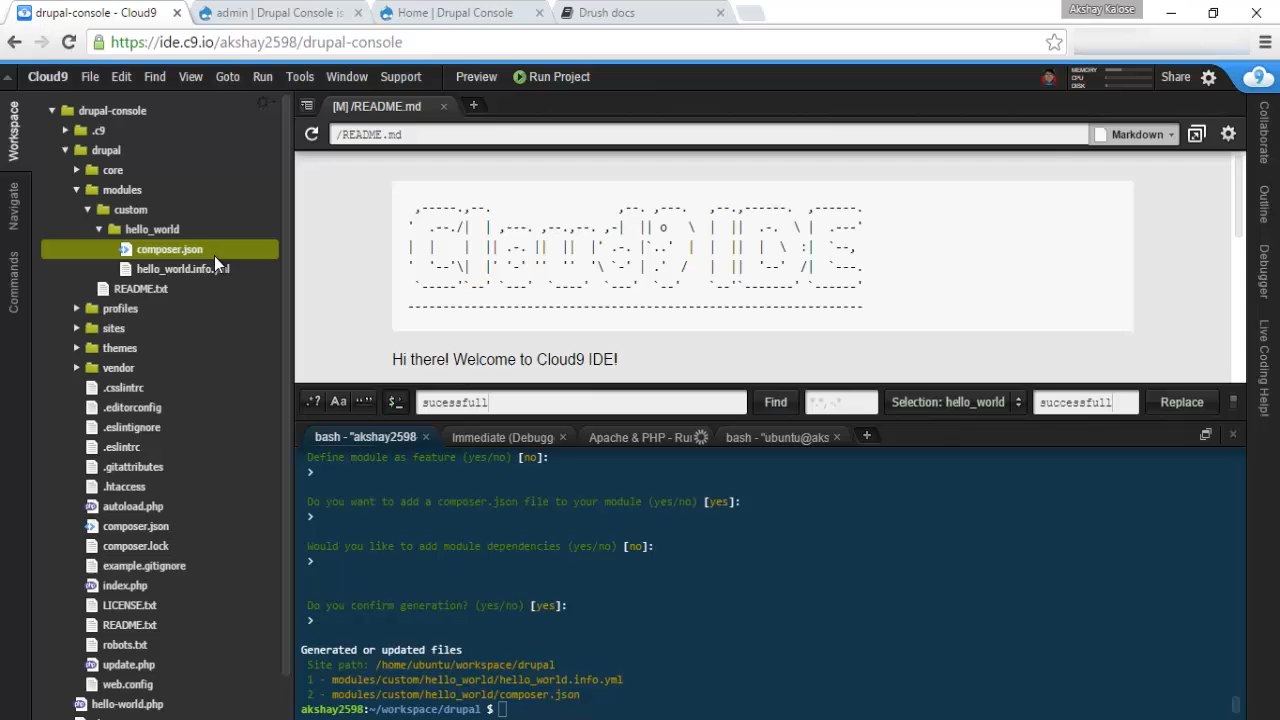 drupal-console - Cloud9
admin | Drupal Console is
Home | Drupal Console
Drush docs
Akshay Kalose
https://ide.c9.io/akshay2598/drupal-console
Cloud9 File Edit Find View Goto Run Tools Window Support Preview Run Project
MEMORY
CPU
DISK
Share
Workspace
Navigate
Commands
drupal-console
.c9
drupal
core
modules
custom
hello_world
composer.json
hello_world.info.yml
README.txt
profiles
sites
themes
vendor
.csslintrc
.editorconfig
.eslintignore
.eslintrc
.gitattributes
.htaccess
autoload.php
composer.json
composer.lock
example.gitignore
index.php
LICENSE.txt
README.txt
robots.txt
update.php
web.config
hello-world.php
[M] /README.md
/README.md
Markdown
Hi there! Welcome to Cloud9 IDE!
.*? Aa “” $_ sucessfull Find *.*, -.* Selection: hello_world successfull Replace
bash - "akshay2598
Immediate (Debugg
Apache & PHP - Ru
bash - "ubuntu@aks
Define module as feature (yes/no) [no]:
>
Do you want to add a composer.json file to your module (yes/no) [yes]:
>
Would you like to add module dependencies (yes/no) [no]:
>
Do you confirm generation? (yes/no) [yes]:
>
Generated or updated files
Site path: /home/ubuntu/workspace/drupal
1 - modules/custom/hello_world/hello_world.info.yml
2 - modules/custom/hello_world/composer.json
akshay2598:~/workspace/drupal $
Collaborate
Outline
Debugger
Live Coding Help!